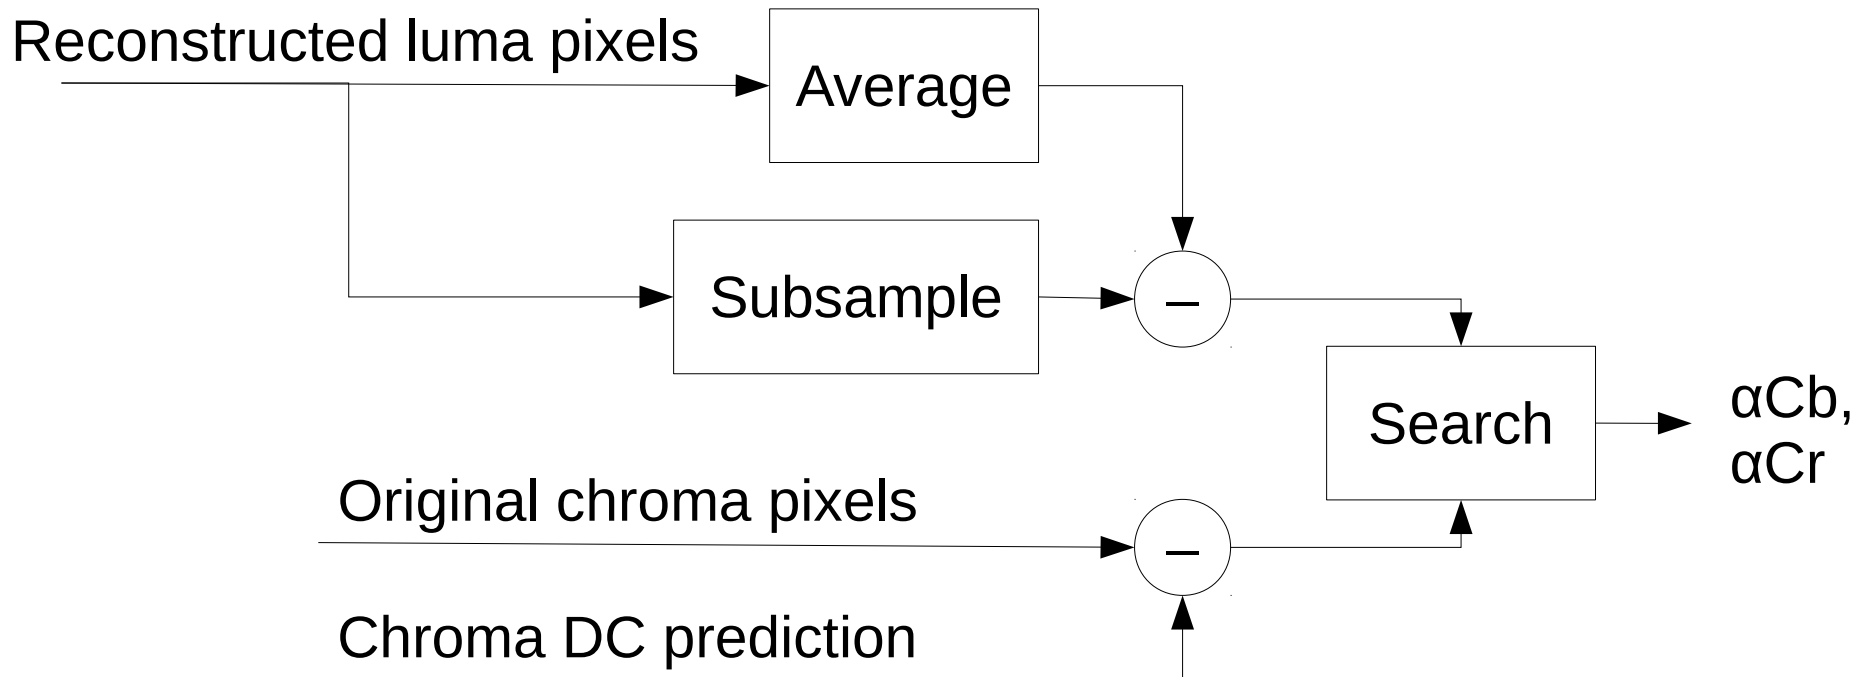 Reconstructed luma pixels
Average
Subsample
–
Search
αCb,
αCr
Original chroma pixels
–
Chroma DC prediction